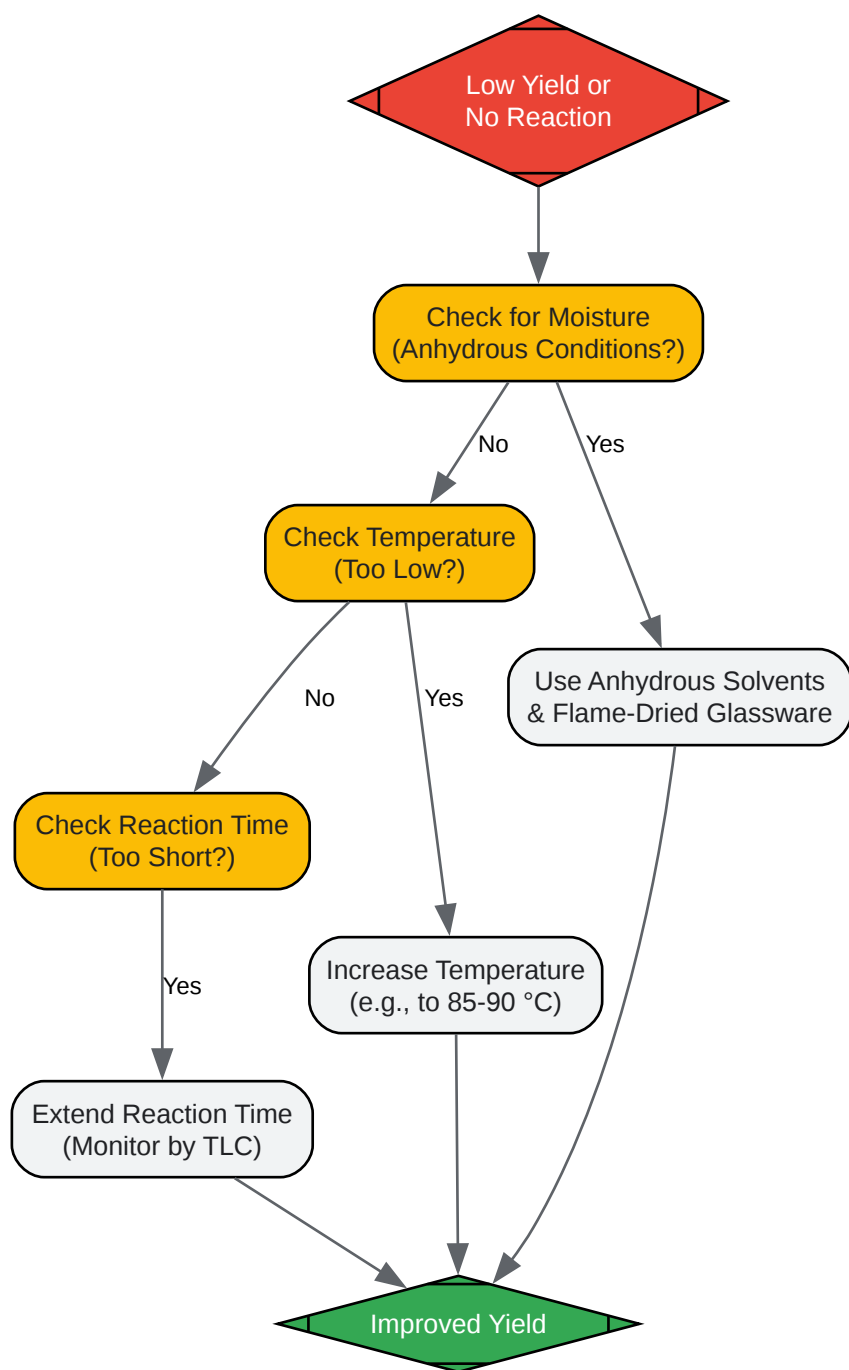 Low Yield or
No Reaction
Check for Moisture
(Anhydrous Conditions?)
No
Yes
Check Temperature
(Too Low?)
Use Anhydrous Solvents
& Flame-Dried Glassware
No
Yes
Check Reaction Time
(Too Short?)
Increase Temperature
(e.g., to 85-90 °C)
Yes
Extend Reaction Time
(Monitor by TLC)
Improved Yield